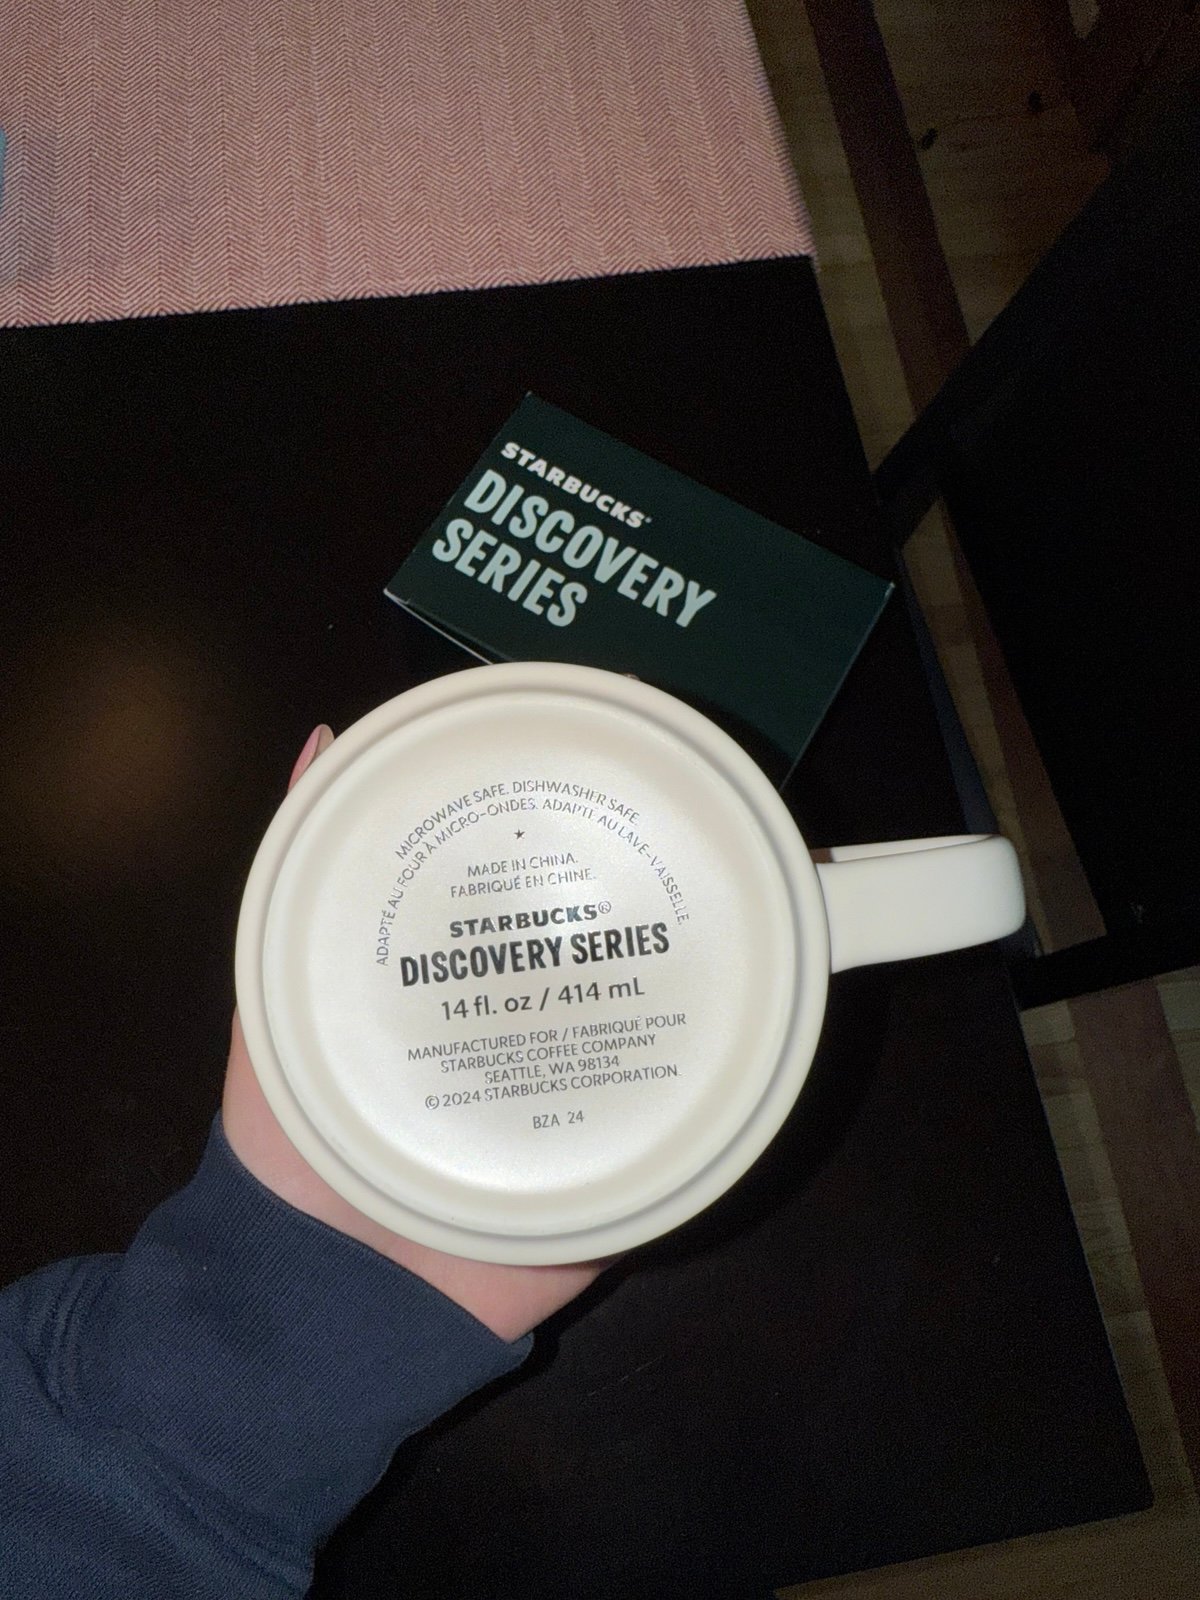 STARBUCKS®
DISCOVERY
SERIES
MICROWAVE SAFE. DISHWASHER SAFE.
ADAPTÉ AU FOUR À MICRO-ONDES. ADAPTÉ AU LAVE-VAISSELLE.
★
MADE IN CHINA.
FABRIQUÉ EN CHINE.
STARBUCKS®
DISCOVERY SERIES
14 fl. oz / 414 mL
MANUFACTURED FOR / FABRIQUÉ POUR
STARBUCKS COFFEE COMPANY
SEATTLE, WA 98134
© 2024 STARBUCKS CORPORATION.
BZA 24